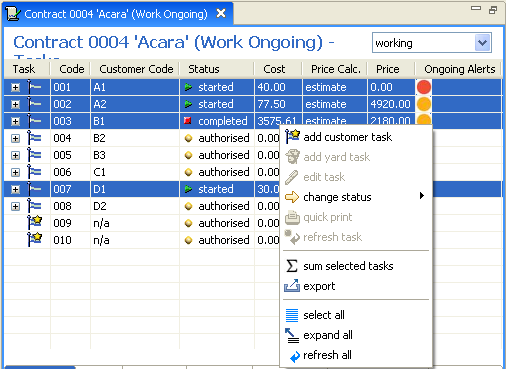 Contract 0004 'Acara' (Work Ongoing)
Contract 0004 'Acara' (Work Ongoing) -
working
Task Code Customer Code Status Cost Price Calc. Price Ongoing Alerts
001 A1 started 40.00 estimate 0.00
002 A2 started 77.50 estimate 4920.00
003 B1 completed 3575.61 estimate 2180.00
004 B2 authorised 0.00
005 B3 authorised 0.00
006 C1 authorised 0.00
007 D1 started 30.0
008 D2 authorised 0.00
009 n/a authorised 0.00
010 n/a authorised 0.00
add customer task
add yard task
edit task
change status
quick print
refresh task
sum selected tasks
export
select all
expand all
refresh all